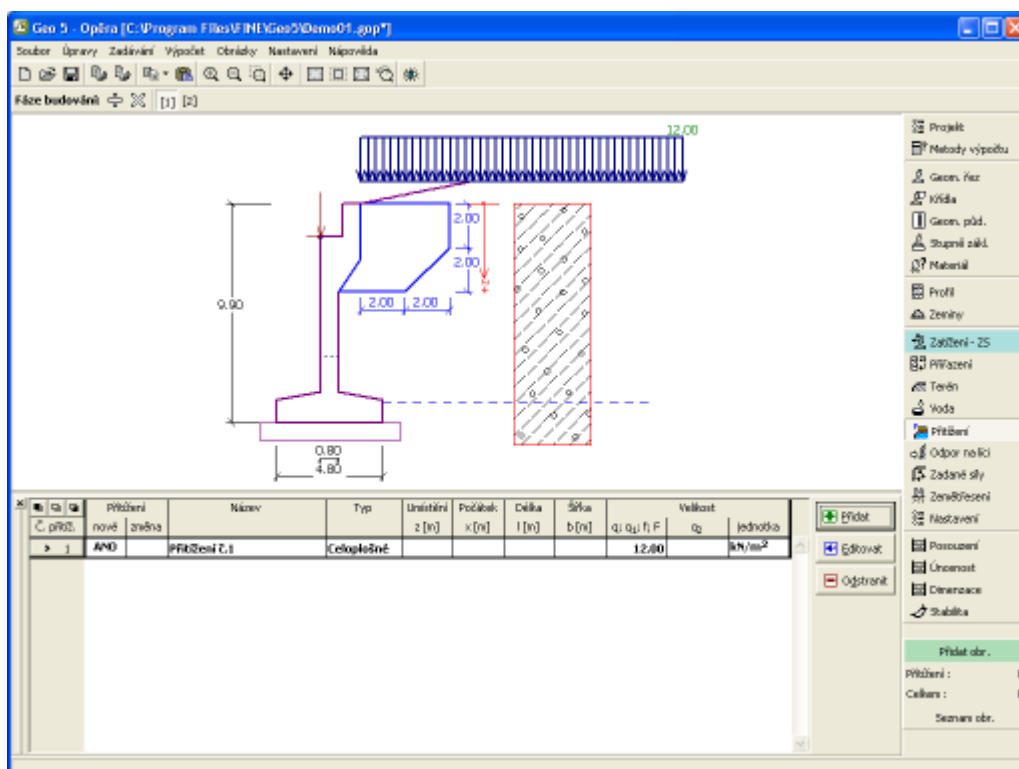 Geo 5 - Opěra [C:\Program Files\FINE\Geo5\Demo01.gop*]
Soubor Úpravy Zadávání Výpočet Obrázky Nastavení Nápověda
Fáze budování [1] [2]
12.00
2.00
2.00
+z
2.00 2.00
9.90
0.80
4.80
Projekt
Metody výpočtu
Geom. řez
Křídla
Geom. půd.
Stupně zákl.
Materiál
Profil
Zeminy
Zatížení - ZS
Přiřazení
Terén
Voda
Přitížení
Odpor na líci
Zadané síly
Zemětřesení
Nastavení
Posouzení
Únosnost
Dimenzace
Stabilita
Přitížení Název Typ Umístění Počátek Délka Šířka Velikost
Č. přitíž. nové změna z [m] x [m] l [m] b [m] q; q1; f; F q2 jednotka
1 ANO Přitížení č.1 Celoplošné 12.00 kN/m2
Přidat
Editovat
Odstranit
Přidat obr.
Přitížení :
Celkem :
Seznam obr.